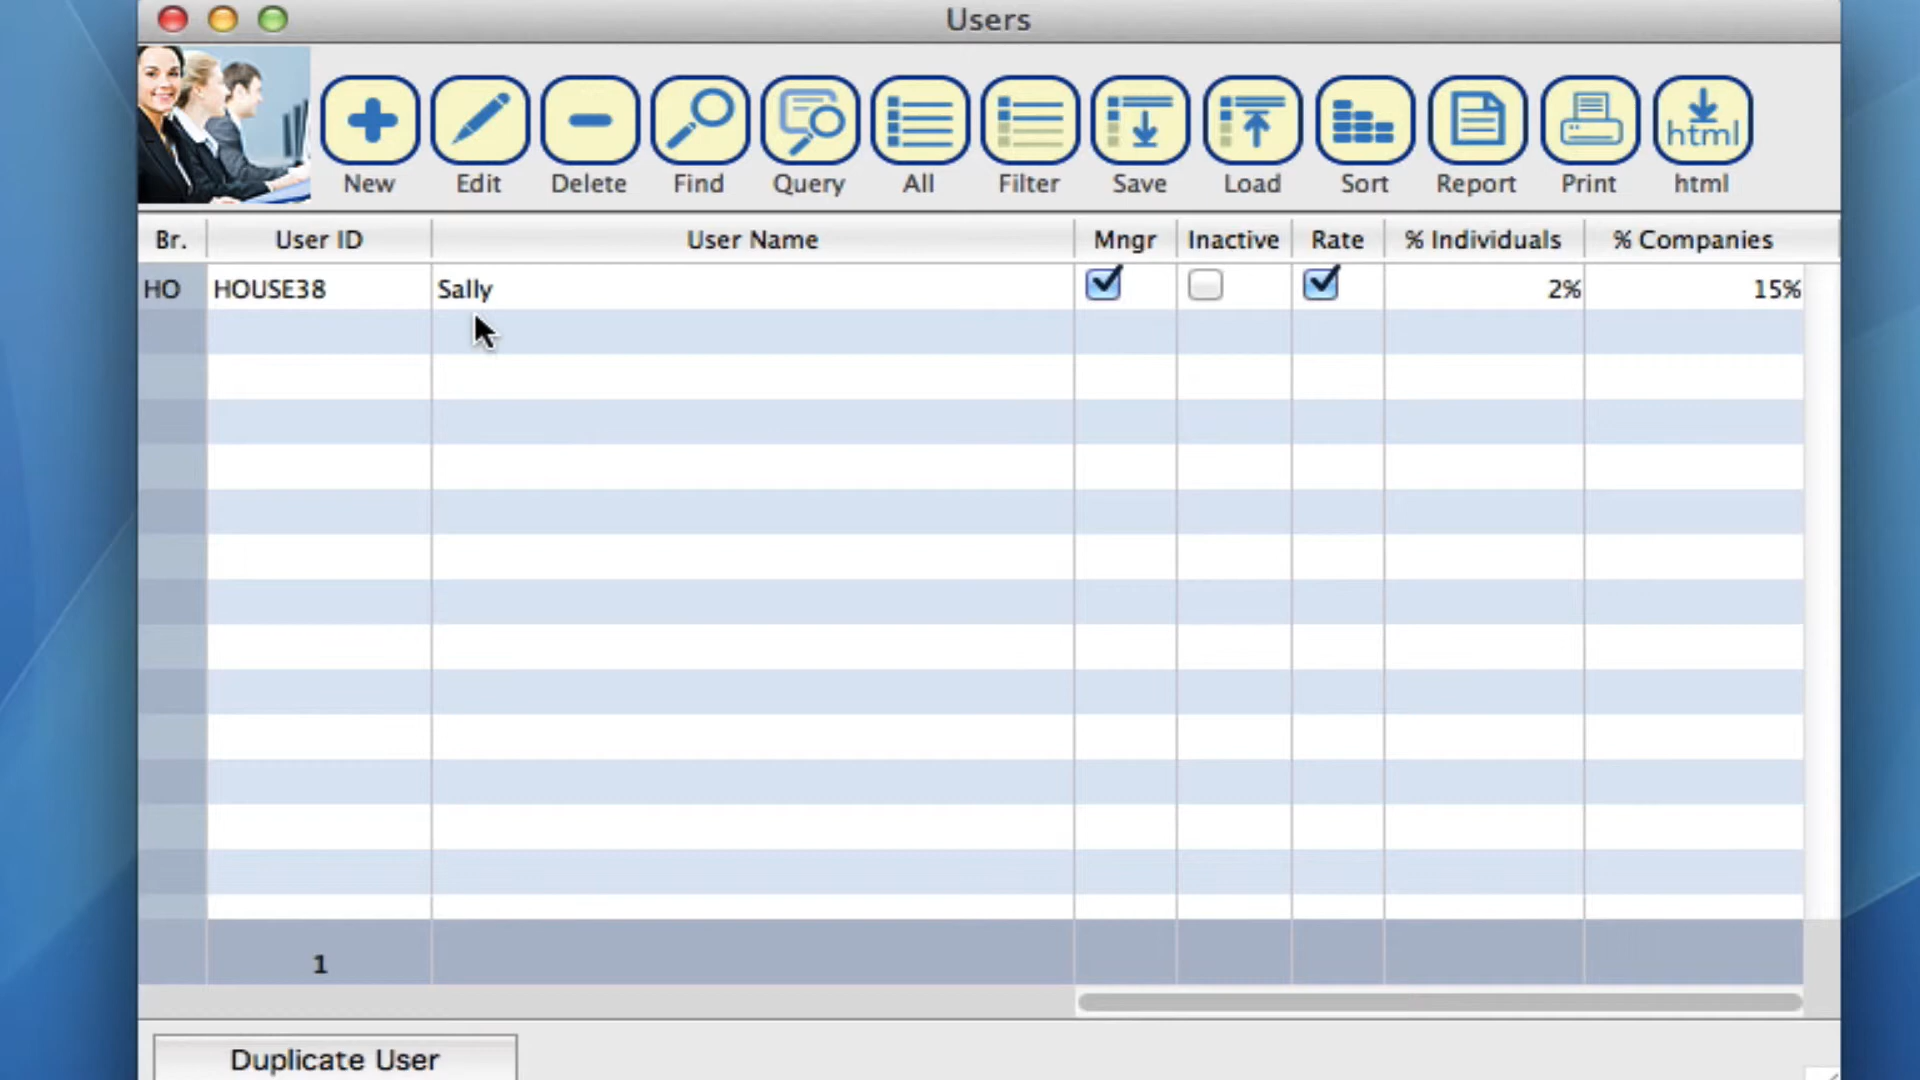 Users
New Edit Delete Find Query All Filter Save Load Sort Report Print html
html
Br. User ID User Name Mngr Inactive Rate % Individuals % Companies
HO HOUSE38 Sally 2% 15%
1
Duplicate User